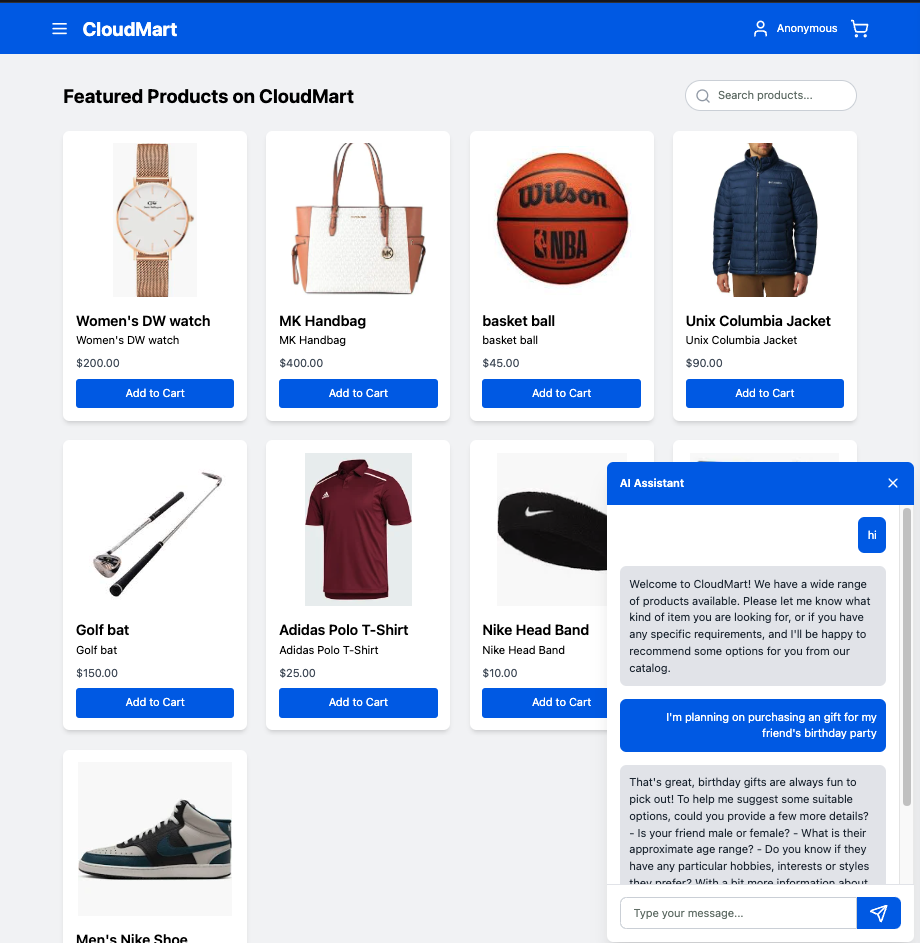 CloudMart
Anonymous
Featured Products on CloudMart
Search products...
Wilson
NBA
MK
Women's DW watch
Women's DW watch
$200.00
Add to Cart
MK Handbag
MK Handbag
$400.00
Add to Cart
basket ball
basket ball
$45.00
Add to Cart
Unix Columbia Jacket
Unix Columbia Jacket
$90.00
Add to Cart
Golf bat
Golf bat
$150.00
Add to Cart
Adidas Polo T-Shirt
Adidas Polo T-Shirt
$25.00
Add to Cart
Nike Head Band
Nike Head Band
$10.00
Add to Cart
Men's Nike Shoe
AI Assistant
hi
Welcome to CloudMart! We have a wide range
of products available. Please let me know what
kind of item you are looking for, or if you have
any specific requirements, and I'll be happy to
recommend some options for you from our
catalog.
I'm planning on purchasing an gift for my
friend's birthday party
That's great, birthday gifts are always fun to
pick out! To help me suggest some suitable
options, could you provide a few more details?
- Is your friend male or female? - What is their
approximate age range? - Do you know if they
have any particular hobbies, interests or styles
they prefer? With a bit more information about
Type your message...